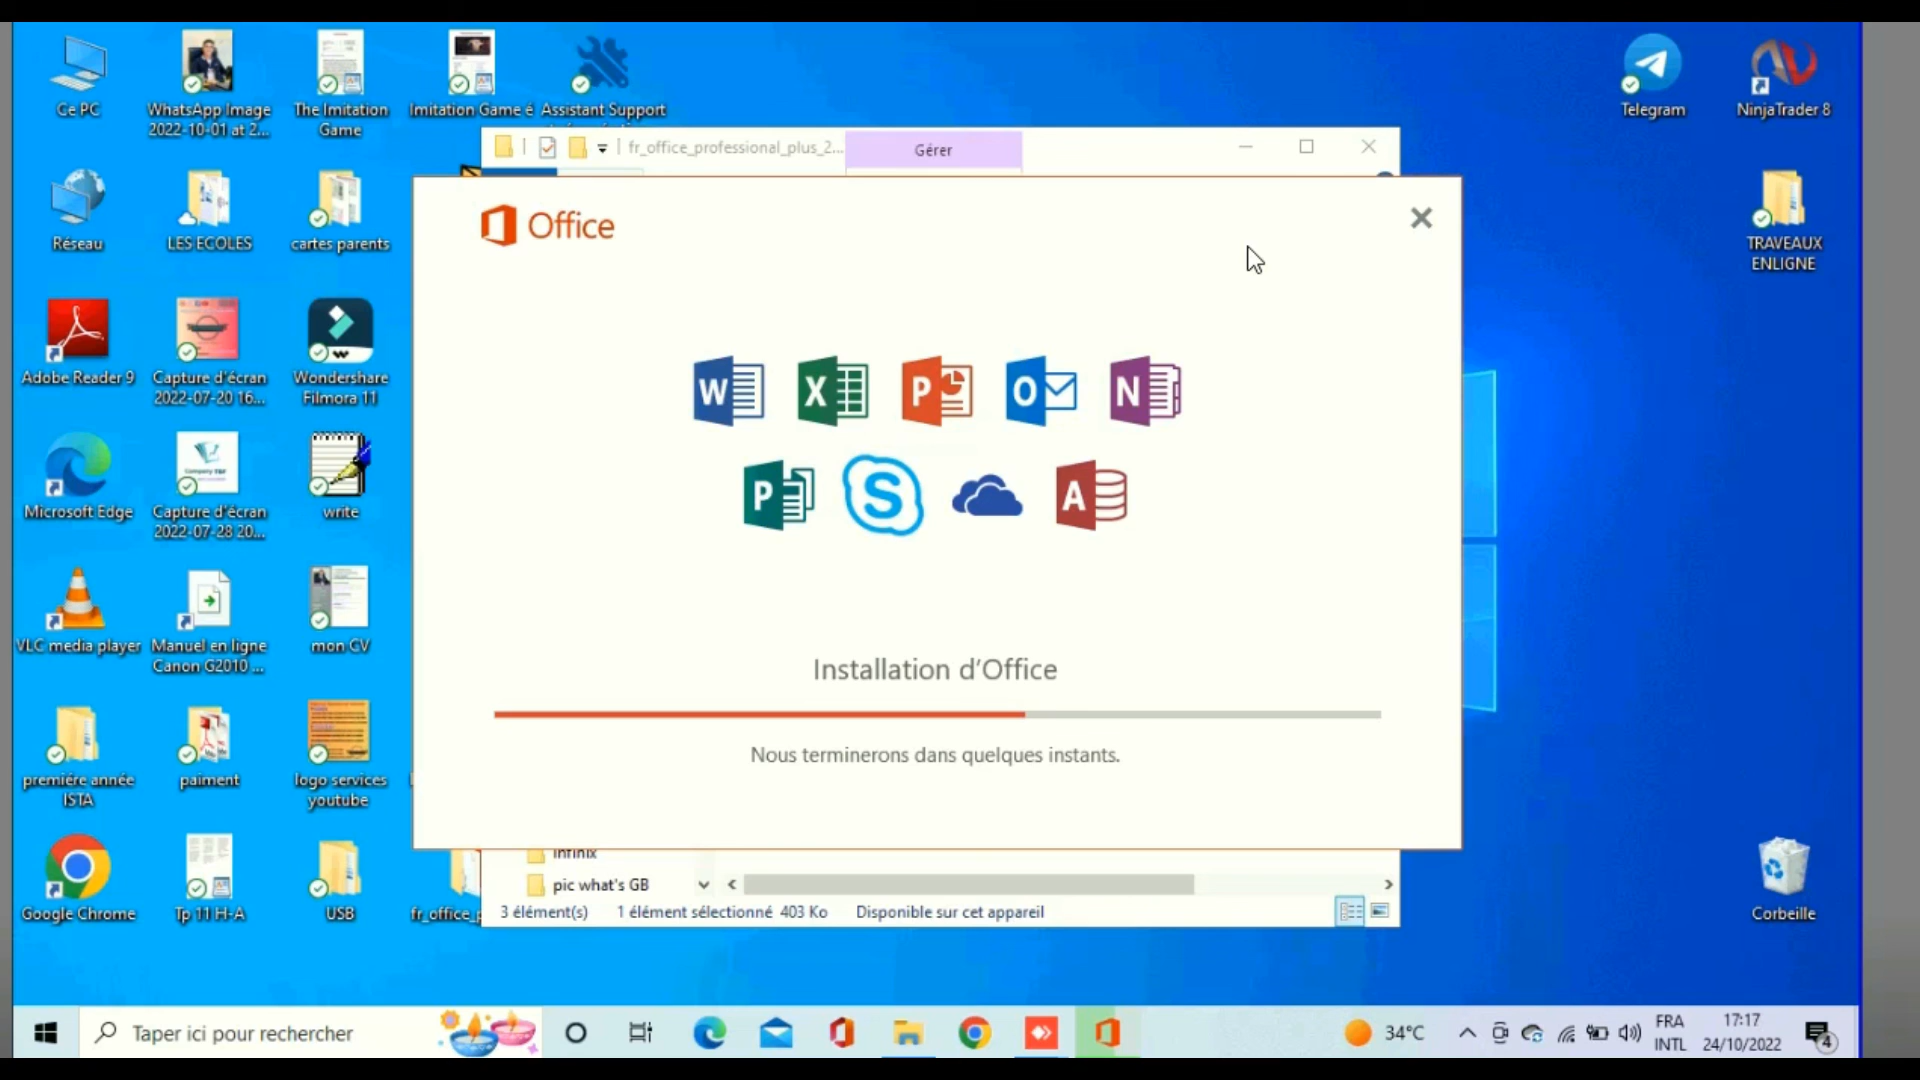 Ce PC
WhatsApp Image
2022-10-01 at 2...
The Imitation
Game
Imitation Game é
Assistant Support
Telegram
NinjaTrader 8
fr_office_professional_plus_2...
Gérer
Office
Réseau
LES ECOLES
cartes parents
TRAVEAUX
ENLIGNE
Adobe Reader 9
Capture d'écran
2022-07-20 16...
Wondershare
Filmora 11
W
X
P
O
N
P
S
A
Microsoft Edge
Capture d'écran
2022-07-28 20...
write
VLC media player
Manuel en ligne
Canon G2010 ...
mon CV
Installation d'Office
Nous terminerons dans quelques instants.
premiére année
ISTA
paiment
logo services
youtube
infinix
pic what's GB
Google Chrome
Tp 11 H-A
USB
fr_office_p
3 élément(s)
1 élément sélectionné 403 Ko
Disponible sur cet appareil
Corbeille
Taper ici pour rechercher
34°C
FRA
INTL
17:17
24/10/2022
4